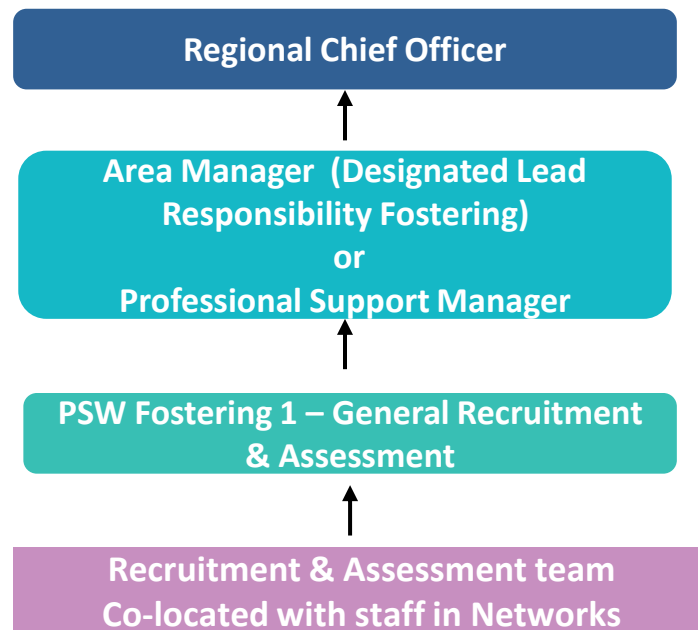 Regional Chief Officer
Area Manager  (Designated Lead
Responsibility Fostering)
or
Professional Support Manager
PSW Fostering 1 – General Recruitment
& Assessment
Recruitment & Assessment team
Co-located with staff in Networks